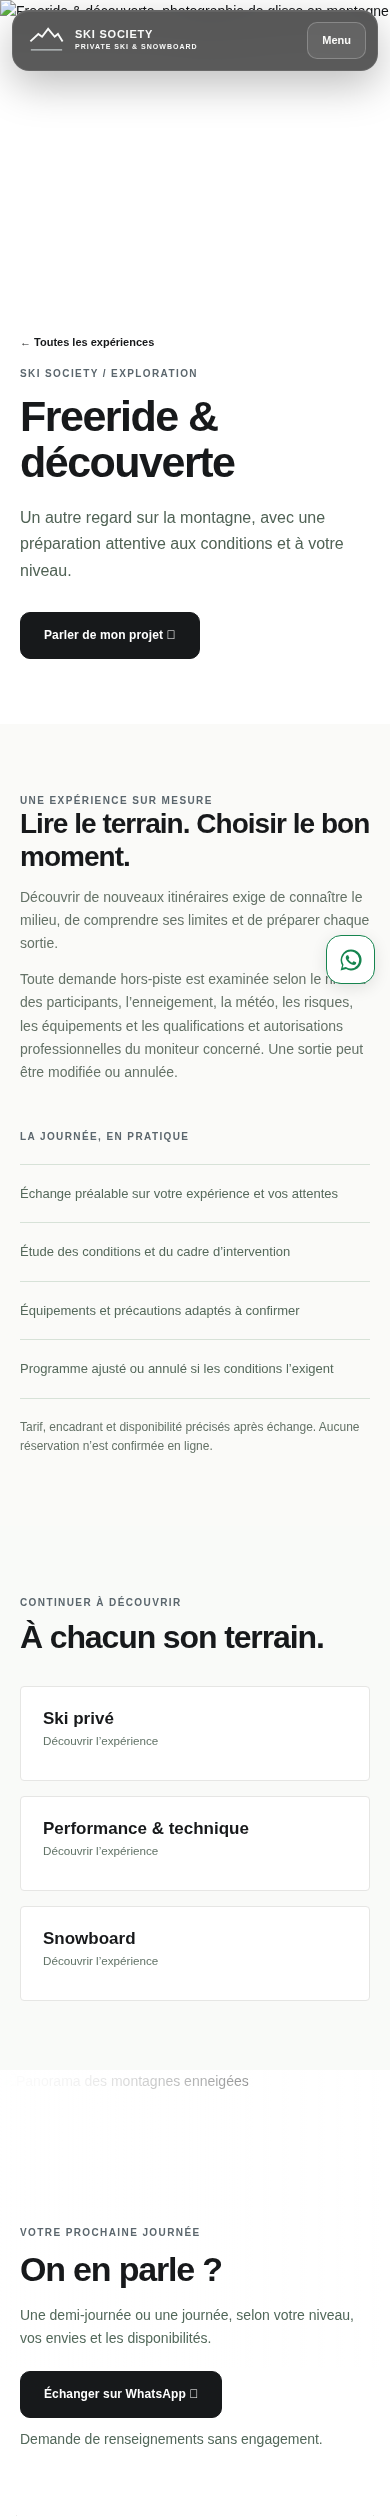 Freeride & découverte, photographie de glisse en montagne
SKI SOCIETY
PRIVATE SKI & SNOWBOARD
Menu
← Toutes les expériences
SKI SOCIETY / EXPLORATION
Freeride &
découverte
Un autre regard sur la montagne, avec une
préparation attentive aux conditions et à votre
niveau.
Parler de mon projet
UNE EXPÉRIENCE SUR MESURE
Lire le terrain. Choisir le bon
moment.
Découvrir de nouveaux itinéraires exige de connaître le
milieu, de comprendre ses limites et de préparer chaque
sortie.
Toute demande hors-piste est examinée selon le
des participants, l’enneigement, la météo, les risques,
les équipements et les qualifications et autorisations
professionnelles du moniteur concerné. Une sortie peut
être modifiée ou annulée.
LA JOURNÉE, EN PRATIQUE
Échange préalable sur votre expérience et vos attentes
Étude des conditions et du cadre d’intervention
Équipements et précautions adaptés à confirmer
Programme ajusté ou annulé si les conditions l’exigent
Tarif, encadrant et disponibilité précisés après échange. Aucune
réservation n’est confirmée en ligne.
CONTINUER À DÉCOUVRIR
À chacun son terrain.
Ski privé
Découvrir l’expérience
Performance & technique
Découvrir l’expérience
Snowboard
Découvrir l’expérience
Panorama des montagnes enneigées
VOTRE PROCHAINE JOURNÉE
On en parle ?
Une demi-journée ou une journée, selon votre niveau,
vos envies et les disponibilités.
Échanger sur WhatsApp
Demande de renseignements sans engagement.